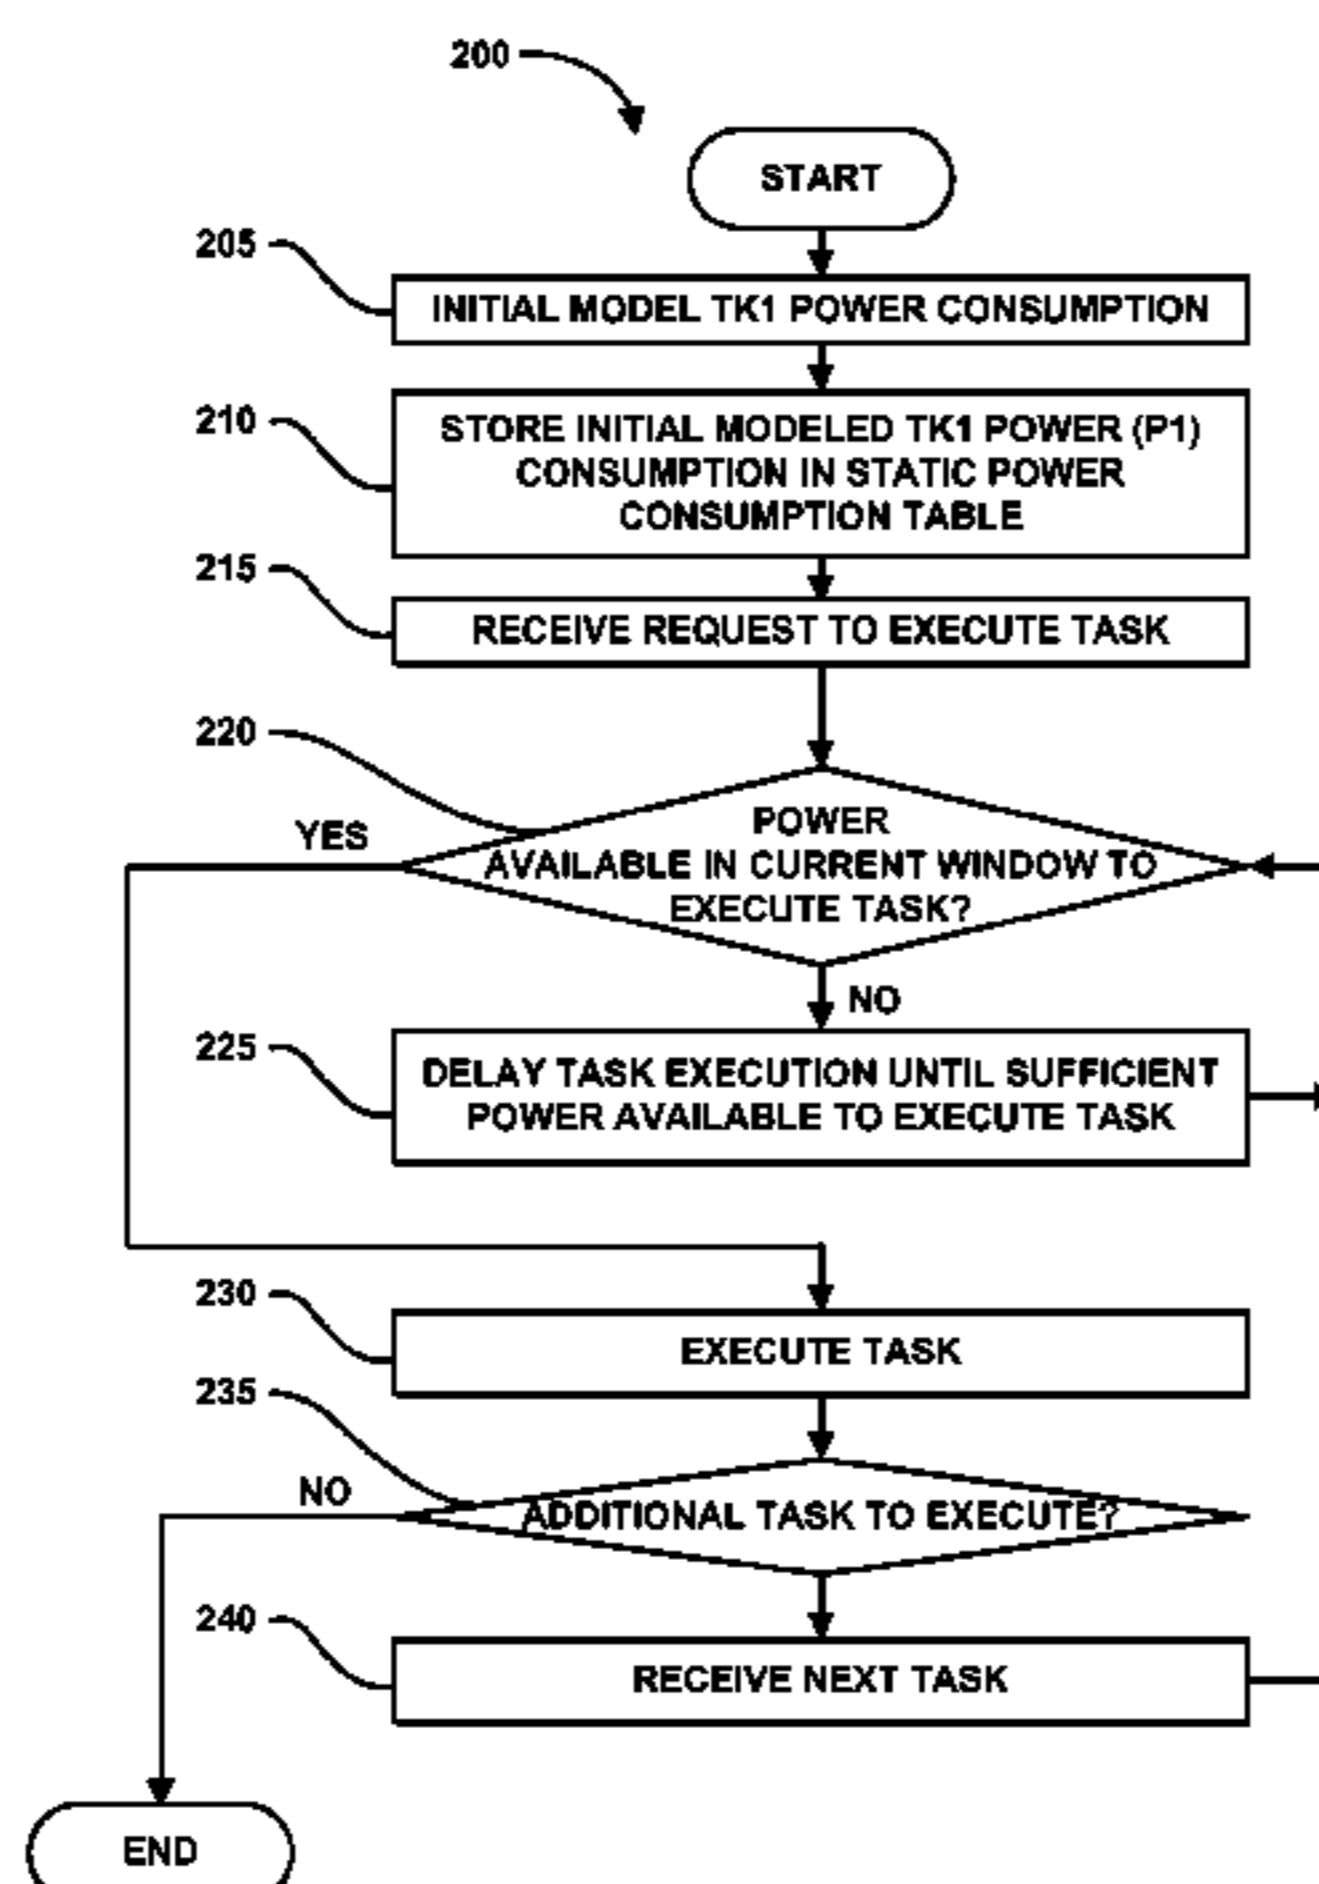 200
START
205
INITIAL MODEL TK1 POWER CONSUMPTION
210
STORE INITIAL MODELED TK1 POWER (P1)
CONSUMPTION IN STATIC POWER
CONSUMPTION TABLE
215
RECEIVE REQUEST TO EXECUTE TASK
220
YES
POWER
AVAILABLE IN CURRENT WINDOW TO
EXECUTE TASK?
NO
225
DELAY TASK EXECUTION UNTIL SUFFICIENT
POWER AVAILABLE TO EXECUTE TASK
230
EXECUTE TASK
235
NO
ADDITIONAL TASK TO EXECUTE?
240
RECEIVE NEXT TASK
END